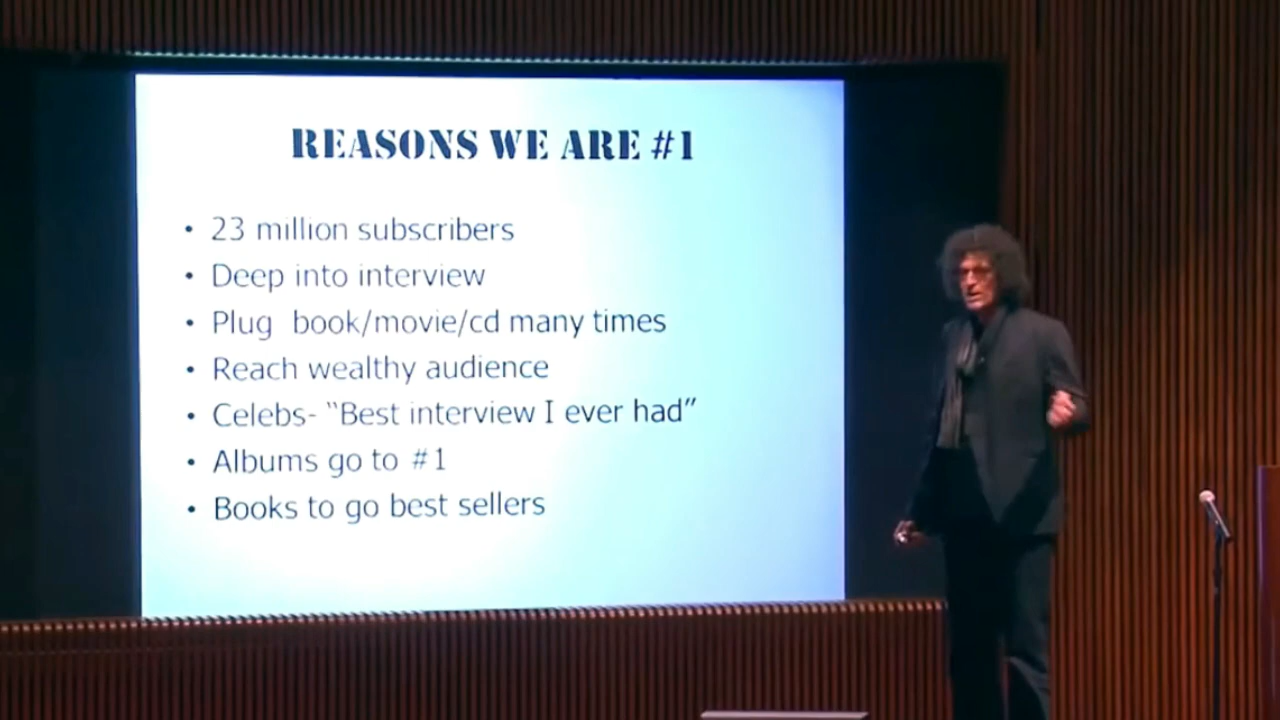 REASONS WE ARE #1
• 23 million subscribers
• Deep into interview
• Plug book/movie/cd many times
• Reach wealthy audience
• Celebs- “Best interview I ever had”
• Albums go to #1
• Books to go best sellers